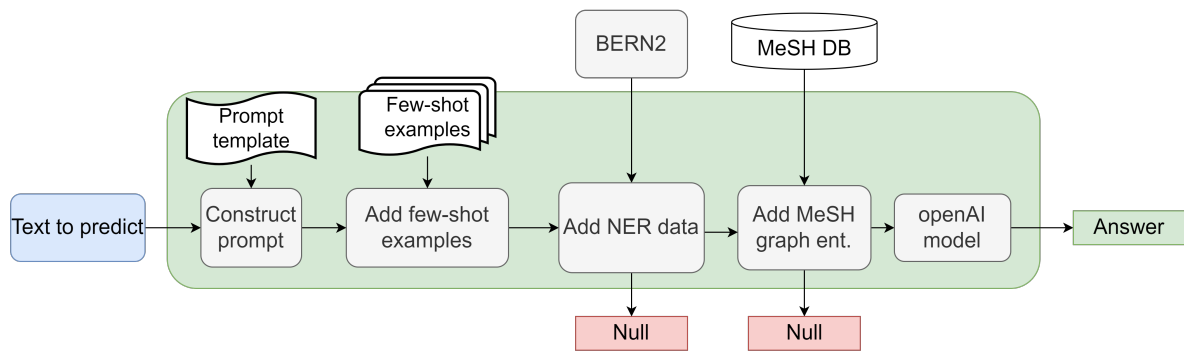 BERN2
MeSH DB
Prompt
template
Few-shot
examples
Text to predict
Construct
prompt
Add few-shot
examples
Add NER data
Add MeSH
graph ent.
openAI
model
Answer
Null
Null